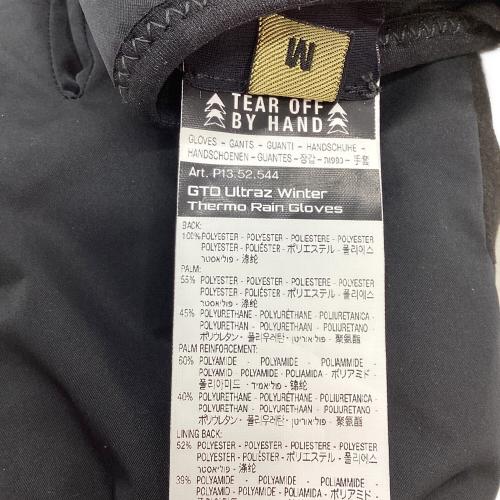 M
TEAR OFF
BY HAND
GLOVES - GANTS - GUANTI - HANDSCHUHE -
HANDSCHOENEN - GUANTES - 장갑 - כפפות - 手套
Art. P13.52.544
GTO Ultraz Winter
Thermo Rain Gloves
BACK:
100% POLYESTER - POLYESTER - POLIESTERE - POLYESTER
POLYESTER - POLIÉSTER - ポリエステル - 폴리에스
פוליאסטר - 涤纶
PALM:
55% POLYESTER - POLYESTER - POLIESTERE - POLYESTER
POLYESTER - POLIÉSTER - ポリエステル - 폴리에스
פוליאסטר - 涤纶
45% POLYURETHANE - POLYURÉTHANE - POLIURETANICA -
POLYURETHAN - POLYURETHAAN - POLIURETANO -
ポリウレタン - 폴리우레탄 - פוליאוריטן - 聚氨酯
PALM REINFORCEMENT:
60% POLYAMIDE - POLYAMIDE - POLIAMMIDE -
POLYAMID - POLYAMIDE - POLIAMIDA - ポリアミド -
폴리아미드 - פוליאמיד - 锦纶
40% POLYURETHANE - POLYURÉTHANE - POLIURETANICA -
POLYURETHAN - POLYURETHAAN - POLIURETANO -
ポリウレタン - 폴리우레탄 - פוליאוריטן - 聚氨酯
LINING BACK:
52% POLYESTER - POLYESTER - POLIESTERE - POLYESTER
POLYESTER - POLIÉSTER - ポリエステル - 폴리에스
פוליאסטר - 涤纶
39% POLYAMIDE - POLYAMIDE - POLIAMMIDE -
POLYAMID - POLYAMIDE - POLIAMIDA - ポリアミド